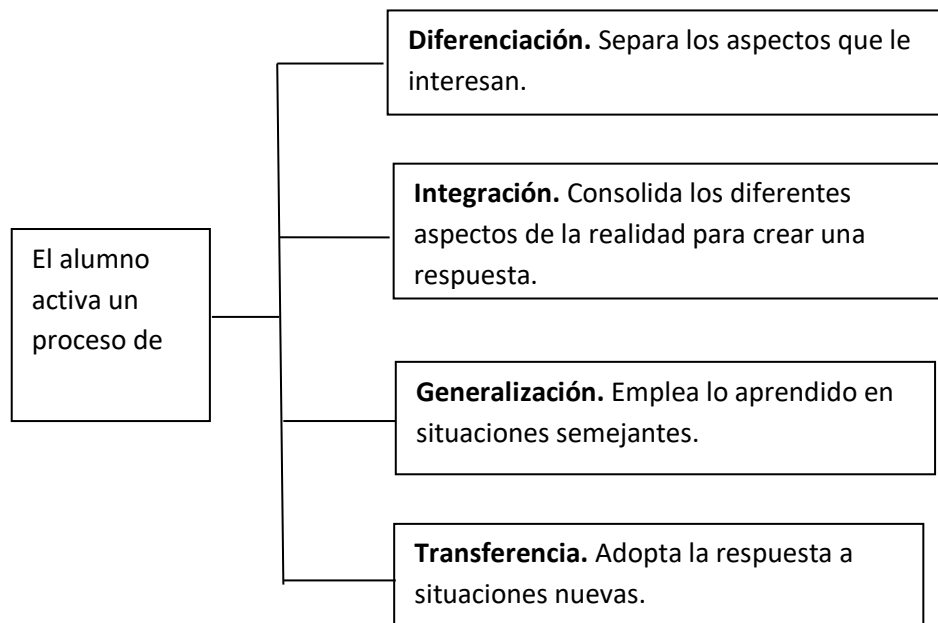 El alumno
activa un
proceso de
Diferenciación. Separa los aspectos que le
interesan.
Integración. Consolida los diferentes
aspectos de la realidad para crear una
respuesta.
Generalización. Emplea lo aprendido en
situaciones semejantes.
Transferencia. Adopta la respuesta a
situaciones nuevas.